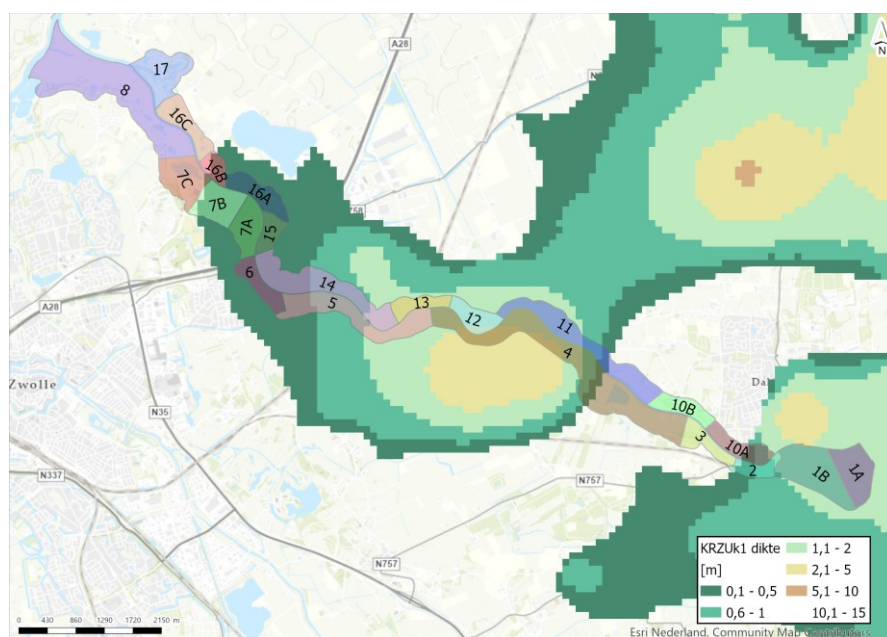 A28
N
17
8
16C
16B
7C
16A
7B
7A
15
758
6
14
A28
5
13
12
11
4
Zwolle
N35
Dal
10B
3
10A
2
1B
1A
N337
N757
N757
KRZUk1 dikte
[m]
0,1 - 0,5
0,6 - 1
1,1 - 2
2,1 - 5
5,1 - 10
10,1 - 15
0 430 860 1290 1720 2150 m
Esri Nederland, Community Map Contributors